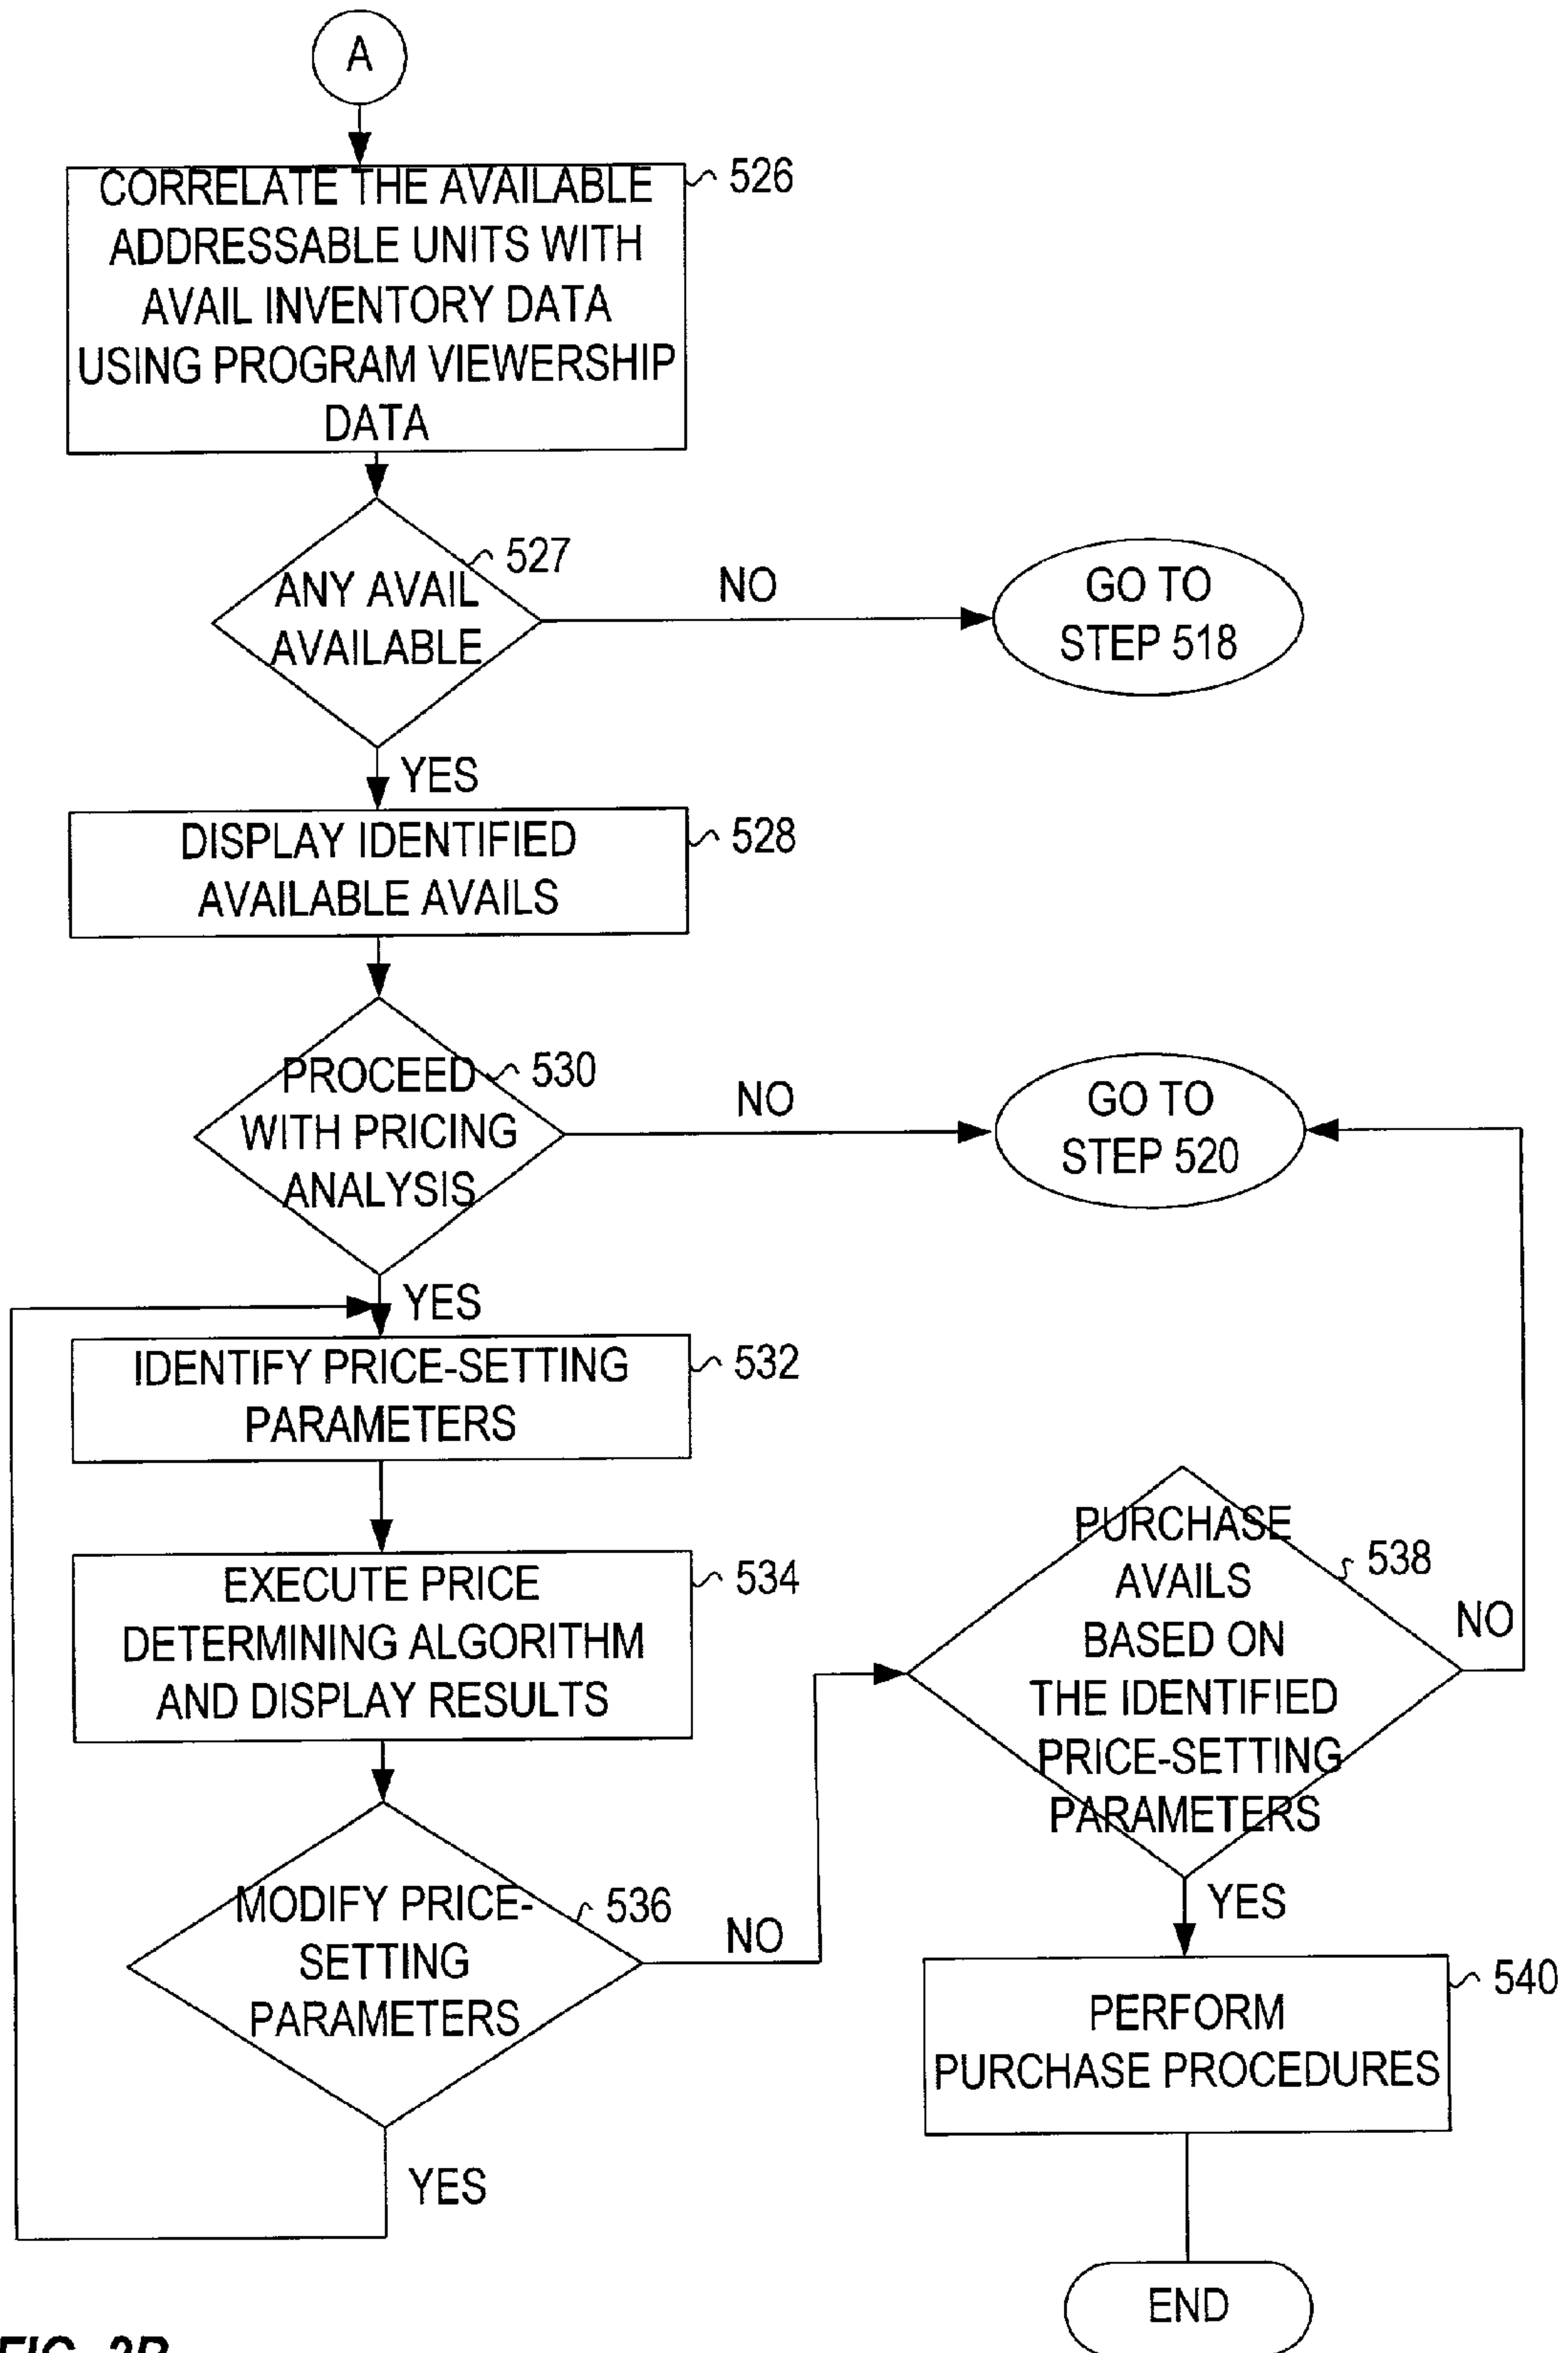 A
CORRELATE THE AVAILABLE
ADDRESSABLE UNITS WITH
AVAIL INVENTORY DATA
USING PROGRAM VIEWERSHIP
DATA
526
ANY AVAIL
AVAILABLE
527
NO
GO TO
STEP 518
YES
DISPLAY IDENTIFIED
AVAILABLE AVAILS
528
PROCEED
WITH PRICING
ANALYSIS
530
NO
GO TO
STEP 520
YES
IDENTIFY PRICE-SETTING
PARAMETERS
532
EXECUTE PRICE
DETERMINING ALGORITHM
AND DISPLAY RESULTS
534
MODIFY PRICE-
SETTING
PARAMETERS
536
NO
YES
PURCHASE
AVAILS
BASED ON
THE IDENTIFIED
PRICE-SETTING
PARAMETERS
538
NO
YES
PERFORM
PURCHASE PROCEDURES
540
END